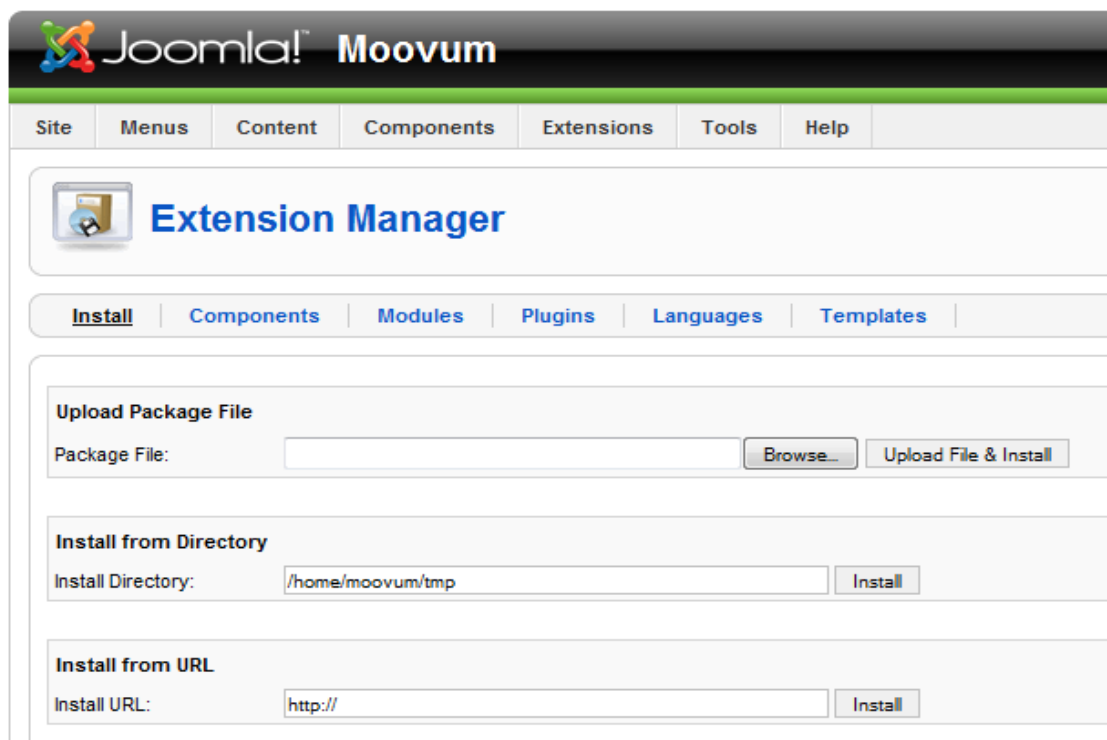 Joomla!™ Moovum
Site Menus Content Components Extensions Tools Help
Extension Manager
Install Components Modules Plugins Languages Templates
Upload Package File
Package File: Browse... Upload File & Install
Install from Directory
Install Directory: /home/moovum/tmp Install
Install from URL
Install URL: http:// Install